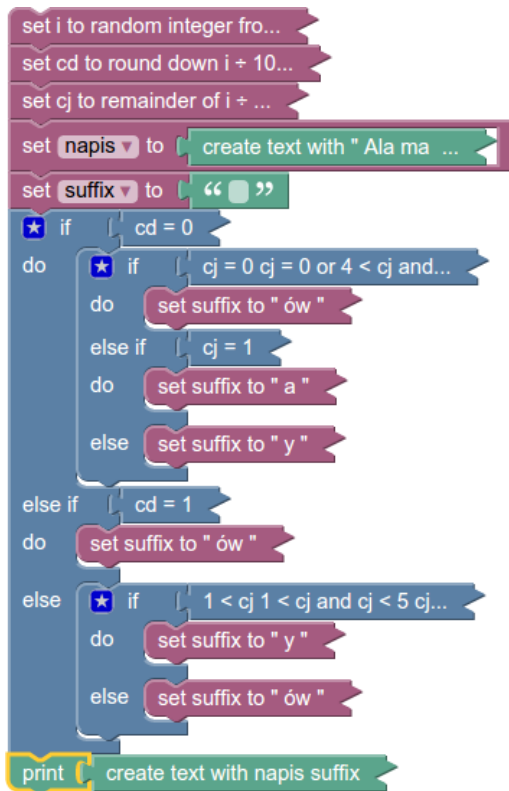 set i to random integer fro...
set cd to round down i ÷ 10...
set cj to remainder of i ÷ ...
set napis ▾ to create text with " Ala ma ...
set suffix ▾ to “ ”
if cd = 0
do if cj = 0 cj = 0 or 4 < cj and...
do set suffix to " ów "
else if cj = 1
do set suffix to " a "
else set suffix to " y "
else if cd = 1
do set suffix to " ów "
else if 1 < cj 1 < cj and cj < 5 cj...
do set suffix to " y "
else set suffix to " ów "
print create text with napis suffix